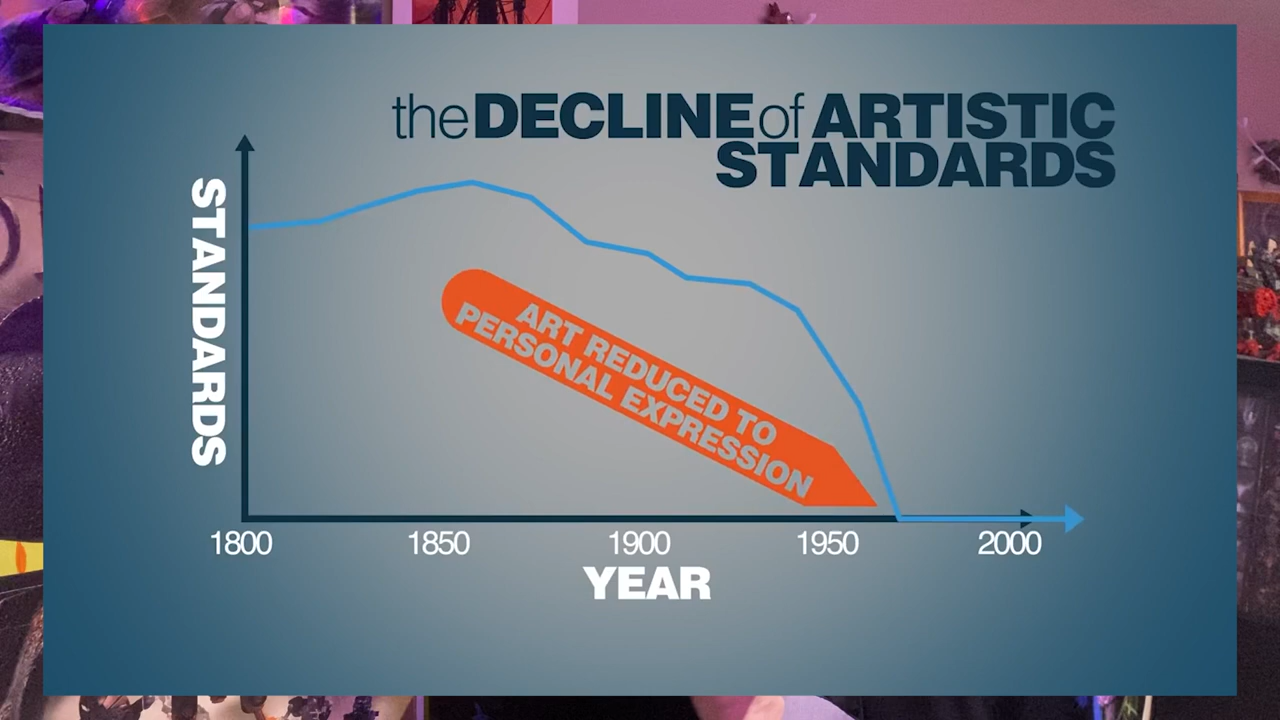 the DECLINE of ARTISTIC
STANDARDS
STANDARDS
ART REDUCED TO
PERSONAL EXPRESSION
1800 1850 1900 1950 2000
YEAR